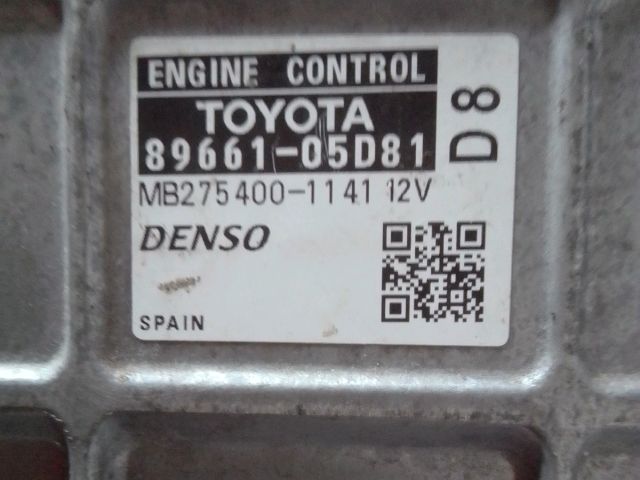 ENGINE CONTROL
TOYOTA
89661-05D81
D8
MB275400-1141 12V
DENSO
SPAIN